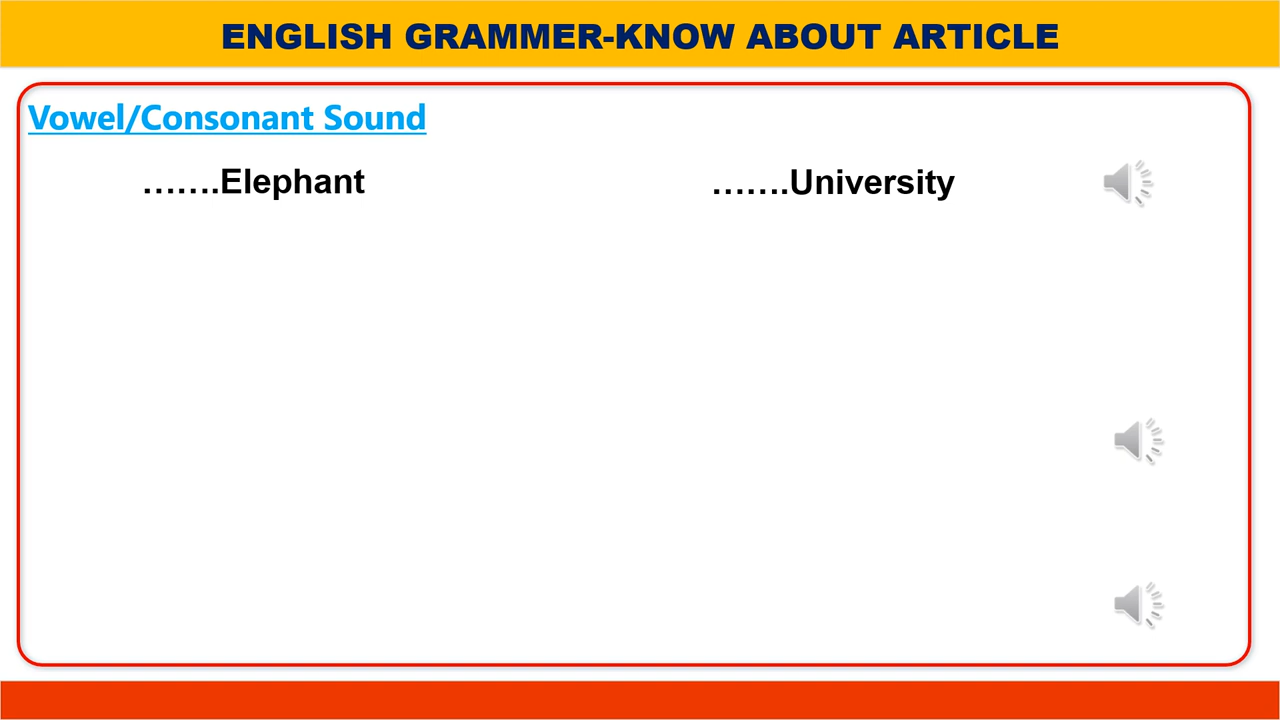 ENGLISH GRAMMER-KNOW ABOUT ARTICLE
Vowel/Consonant Sound
…….Elephant …….University